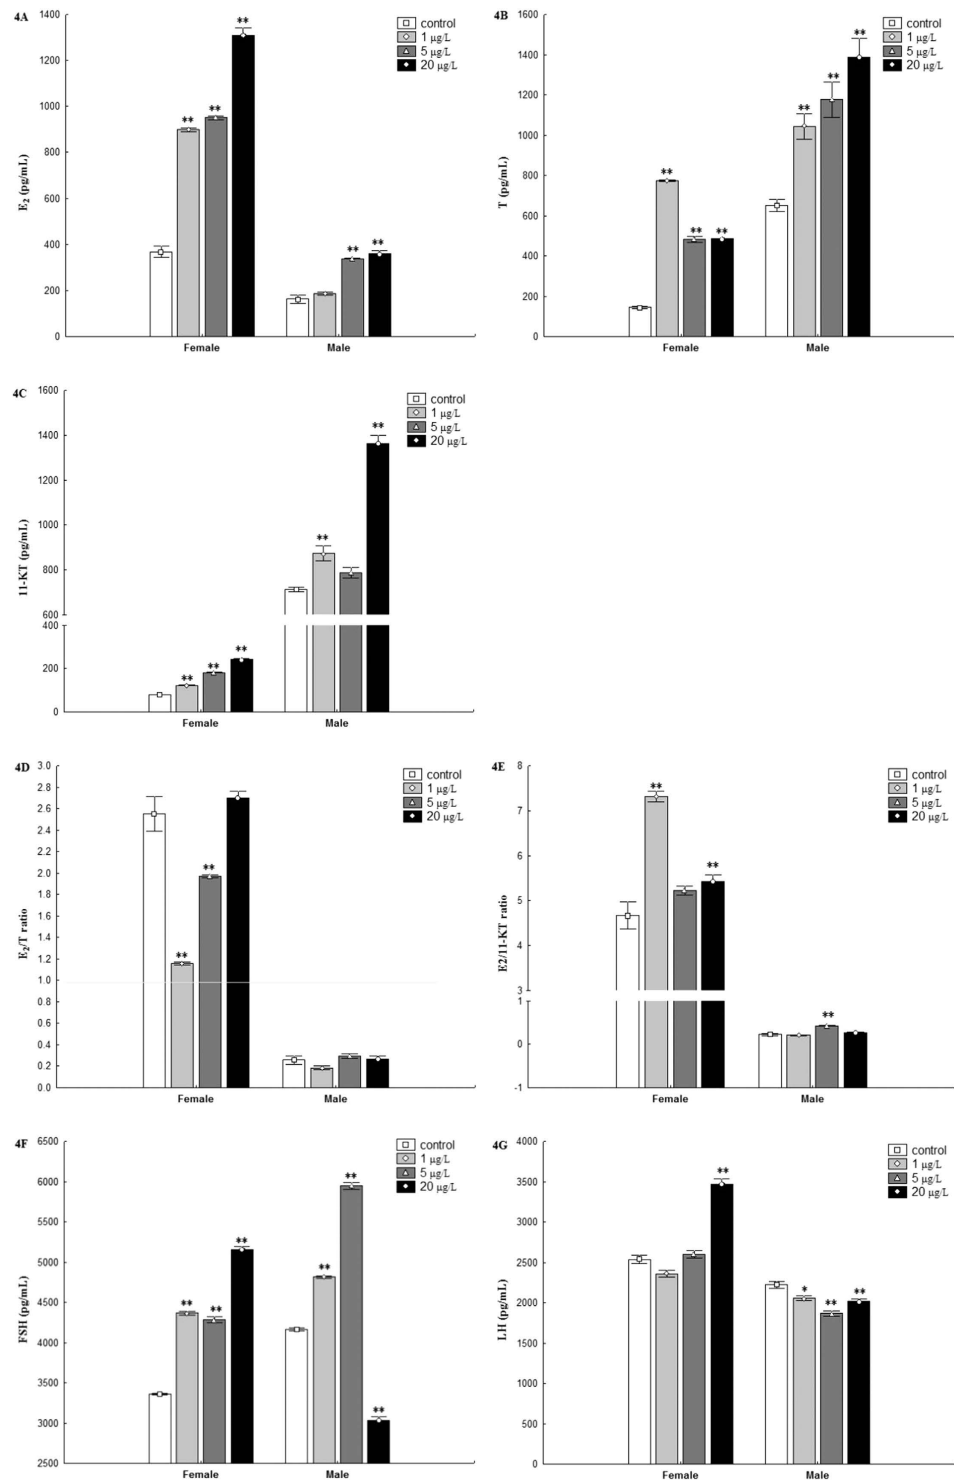 4A
E₂ (pg/mL)
1400
1200
1000
800
600
400
200
0
**
**
**
**
**
Female
Male
control
1 µg/L
5 µg/L
20 µg/L
4B
T (pg/mL)
1600
1400
1200
1000
800
600
400
200
0
**
**
**
**
**
**
Female
Male
control
1 µg/L
5 µg/L
20 µg/L
4C
11-KT (pg/mL)
1600
1400
1200
1000
800
600
400
200
0
**
**
**
**
**
Female
Male
control
1 µg/L
5 µg/L
20 µg/L
4D
E₂/T ratio
3.0
2.8
2.6
2.4
2.2
2.0
1.8
1.6
1.4
1.2
1.0
0.8
0.6
0.4
0.2
0.0
**
**
Female
Male
control
1 µg/L
5 µg/L
20 µg/L
4E
E2/11-KT ratio
8
7
6
5
4
3
1
0
-1
**
**
**
Female
Male
control
1 µg/L
5 µg/L
20 µg/L
4F
FSH (pg/mL)
6500
6000
5500
5000
4500
4000
3500
3000
2500
**
**
**
**
**
**
Female
Male
control
1 µg/L
5 µg/L
20 µg/L
4G
LH (pg/mL)
4000
3500
3000
2500
2000
1500
1000
500
0
**
*
**
**
Female
Male
control
1 µg/L
5 µg/L
20 µg/L